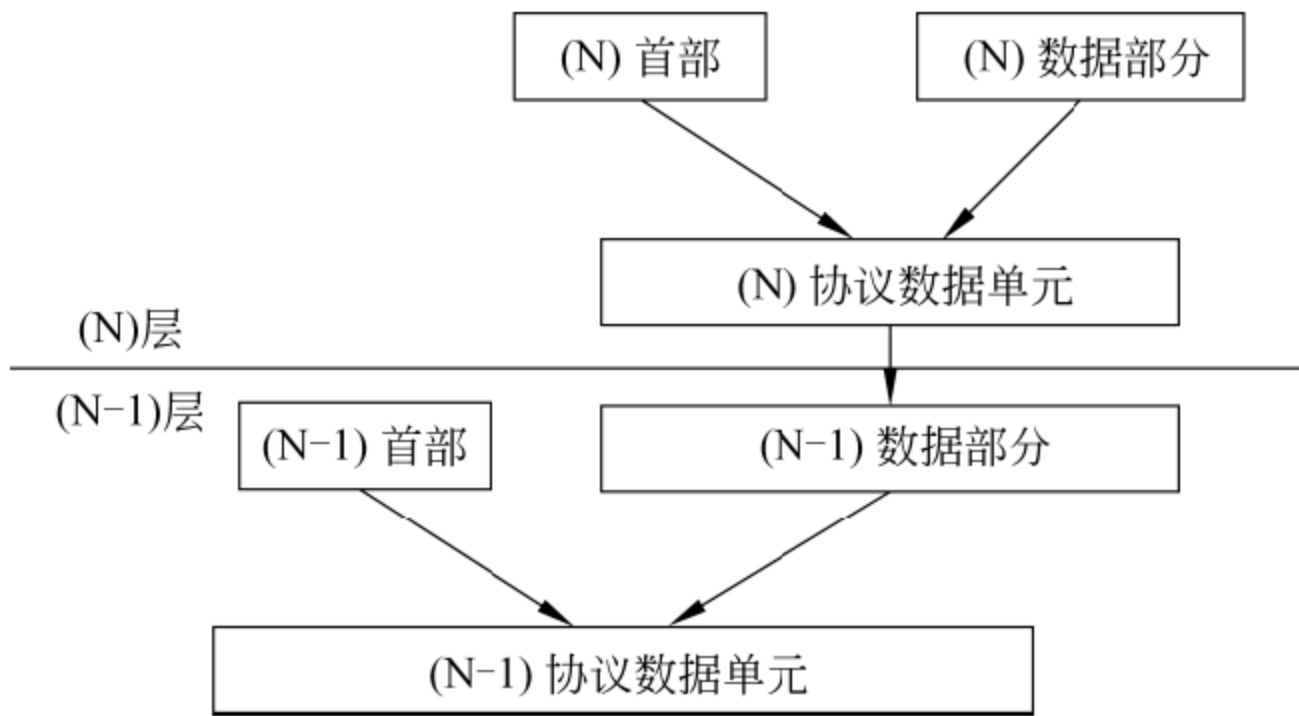 (N) 首部
(N) 数据部分
(N) 协议数据单元
(N)层
(N-1)层
(N-1) 首部
(N-1) 数据部分
(N-1) 协议数据单元